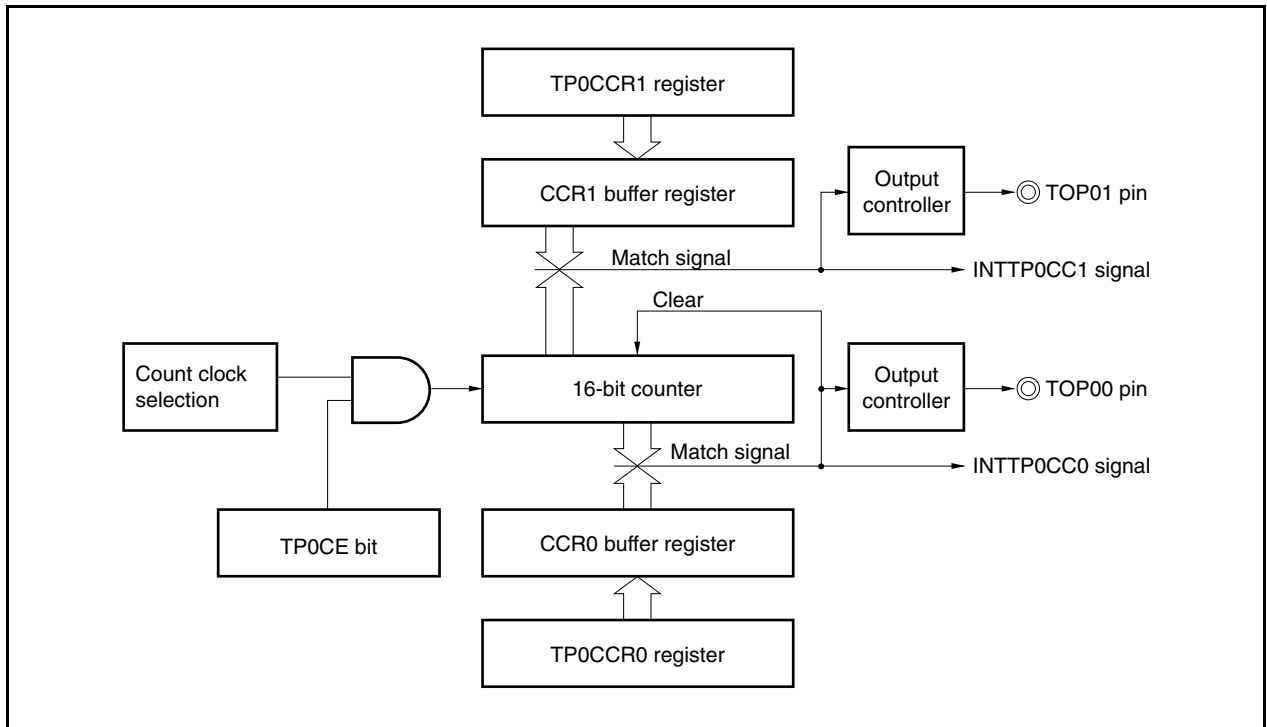 TP0CCR1 register
CCR1 buffer register
Output
controller
TOP01 pin
Match signal
INTTP0CC1 signal
Clear
Count clock
selection
16-bit counter
Output
controller
TOP00 pin
Match signal
INTTP0CC0 signal
TP0CE bit
CCR0 buffer register
TP0CCR0 register